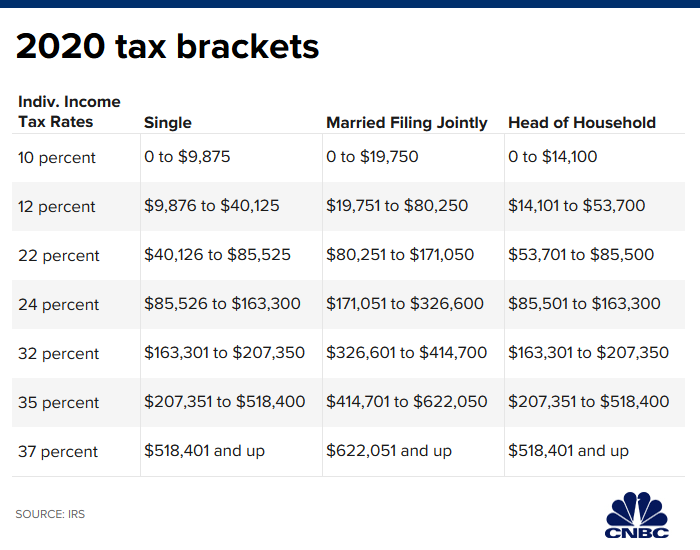 2020 tax brackets
Indiv. Income
Tax Rates Single Married Filing Jointly Head of Household
10 percent 0 to $9,875 0 to $19,750 0 to $14,100
12 percent $9,876 to $40,125 $19,751 to $80,250 $14,101 to $53,700
22 percent $40,126 to $85,525 $80,251 to $171,050 $53,701 to $85,500
24 percent $85,526 to $163,300 $171,051 to $326,600 $85,501 to $163,300
32 percent $163,301 to $207,350 $326,601 to $414,700 $163,301 to $207,350
35 percent $207,351 to $518,400 $414,701 to $622,050 $207,351 to $518,400
37 percent $518,401 and up $622,051 and up $518,401 and up
SOURCE: IRS
CNBC